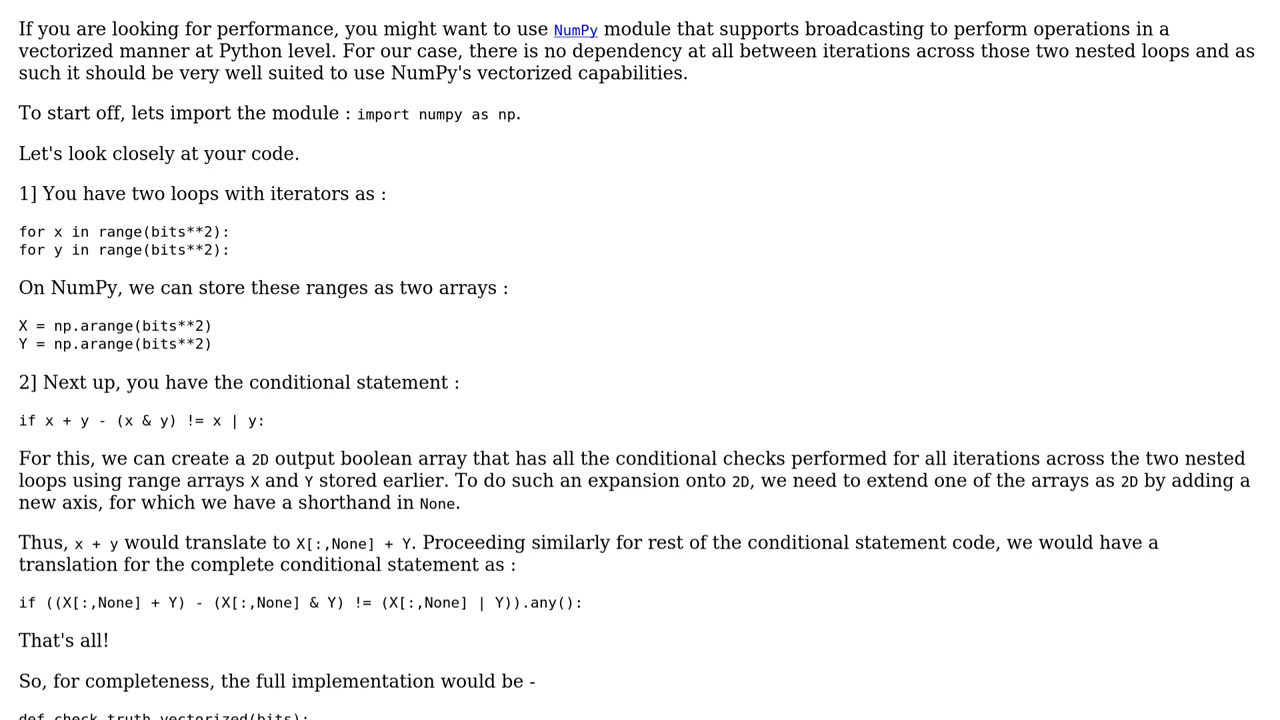 If you are looking for performance, you might want to use NumPy module that supports broadcasting to perform operations in a
vectorized manner at Python level. For our case, there is no dependency at all between iterations across those two nested loops and as
such it should be very well suited to use NumPy's vectorized capabilities.
To start off, lets import the module : import numpy as np.
Let's look closely at your code.
1] You have two loops with iterators as :
for x in range(bits**2):
for y in range(bits**2):
On NumPy, we can store these ranges as two arrays :
X = np.arange(bits**2)
Y = np.arange(bits**2)
2] Next up, you have the conditional statement :
if x + y - (x & y) != x | y:
For this, we can create a 2D output boolean array that has all the conditional checks performed for all iterations across the two nested
loops using range arrays X and Y stored earlier. To do such an expansion onto 2D, we need to extend one of the arrays as 2D by adding a
new axis, for which we have a shorthand in None.
Thus, x + y would translate to X[:,None] + Y. Proceeding similarly for rest of the conditional statement code, we would have a
translation for the complete conditional statement as :
if ((X[:,None] + Y) - (X[:,None] & Y) != (X[:,None] | Y)).any():
That's all!
So, for completeness, the full implementation would be -
def check_truth_vectorized(bits):